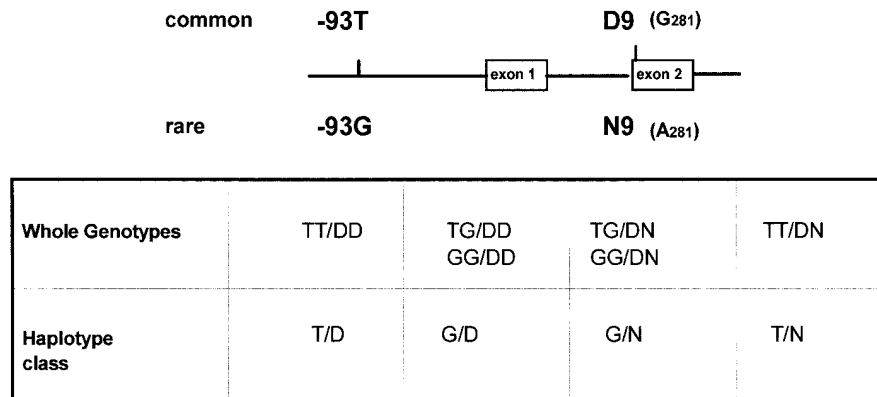 common -93T D9 (G281)
exon 1 exon 2
rare -93G N9 (A281)
Whole Genotypes TT/DD TG/DD TG/DN TT/DN
GG/DD GG/DN
Haplotype T/D G/D G/N T/N
class